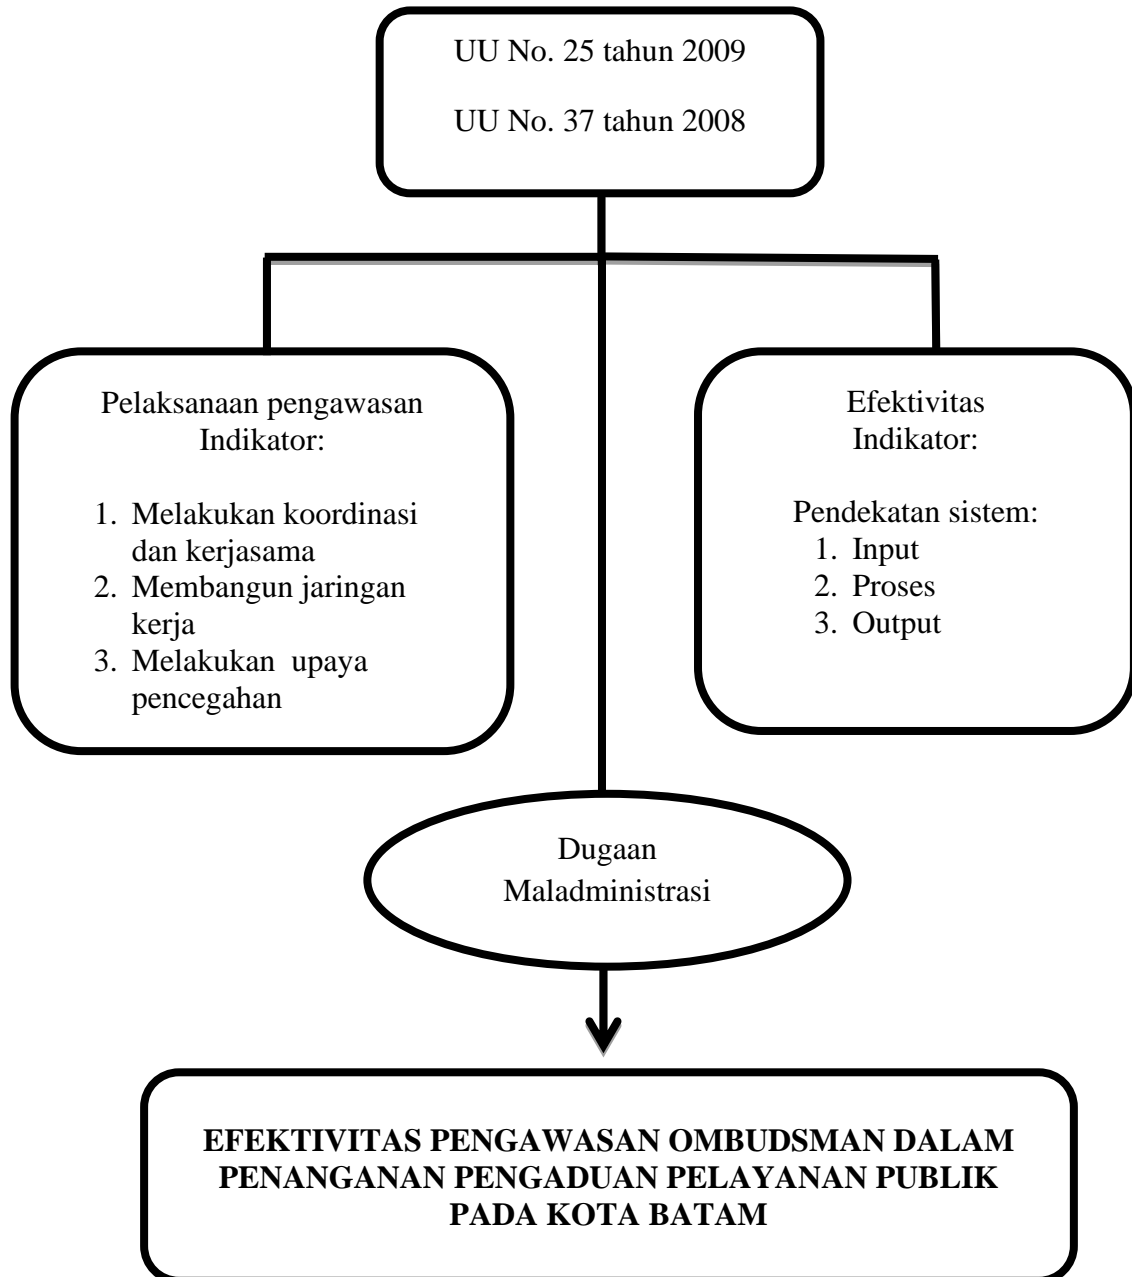 UU No. 25 tahun 2009
UU No. 37 tahun 2008
Pelaksanaan pengawasan
Indikator:
1. Melakukan koordinasi
dan kerjasama
2. Membangun jaringan
kerja
3. Melakukan upaya
pencegahan
Efektivitas
Indikator:
Pendekatan sistem:
1. Input
2. Proses
3. Output
Dugaan
Maladministrasi
EFEKTIVITAS PENGAWASAN OMBUDSMAN DALAM
PENANGANAN PENGADUAN PELAYANAN PUBLIK
PADA KOTA BATAM